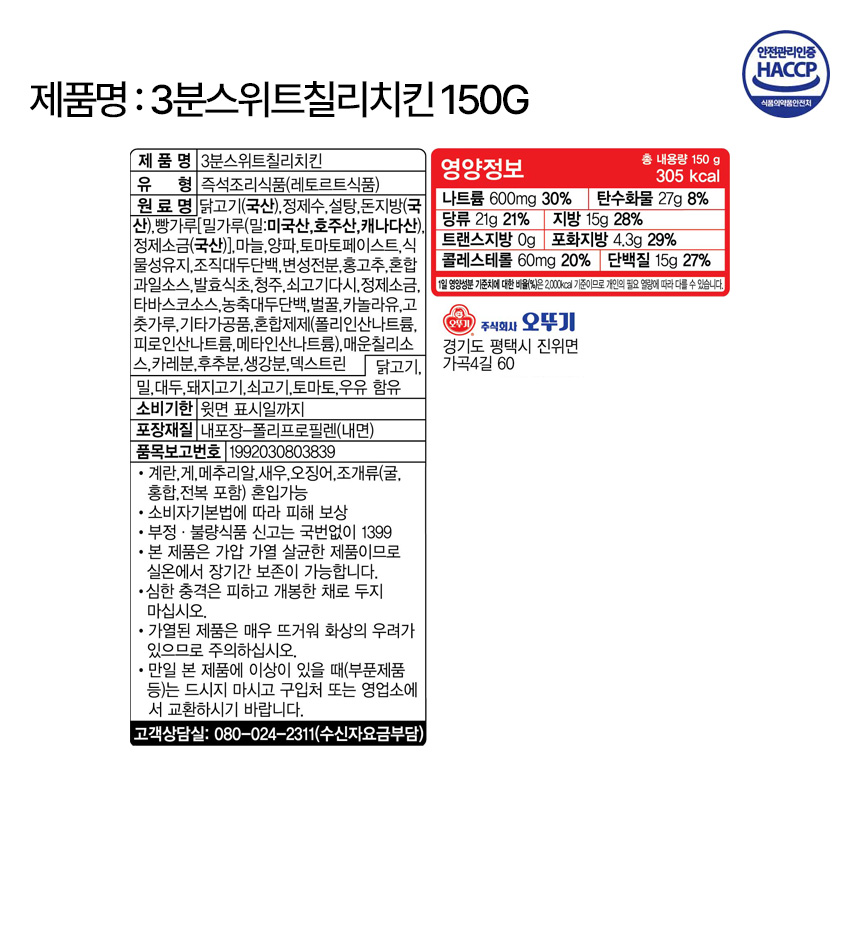 안전관리인증
HACCP
식품의약품안전처
제품명 : 3분스위트칠리치킨 150G
제 품 명 3분스위트칠리치킨
유 형 즉석조리식품(레토르트식품)
원 료 명 닭고기(국산),정제수,설탕,돈지방(국
산),빵가루[밀가루(밀:미국산,호주산,캐나다산),
정제소금(국산)],마늘,양파,토마토페이스트,식
물성유지,조직대두단백,변성전분,홍고추,혼합
과일소스,발효식초,청주,쇠고기다시,정제소금,
타바스코소스,농축대두단백,벌꿀,카놀라유,고
춧가루,기타가공품,혼합제제(폴리인산나트륨,
피로인산나트륨,메타인산나트륨),매운칠리소
스,카레분,후추분,생강분,덱스트린 닭고기,
밀,대두,돼지고기,쇠고기,토마토,우유 함유
소비기한 윗면 표시일까지
포장재질 내포장-폴리프로필렌(내면)
품목보고번호 1992030803839
• 계란,게,메추리알,새우,오징어,조개류(굴,
홍합,전복 포함) 혼입가능
• 소비자기본법에 따라 피해 보상
• 부정 · 불량식품 신고는 국번없이 1399
• 본 제품은 가압 가열 살균한 제품이므로
실온에서 장기간 보존이 가능합니다.
• 심한 충격은 피하고 개봉한 채로 두지
마십시오.
• 가열된 제품은 매우 뜨거워 화상의 우려가
있으므로 주의하십시오.
• 만일 본 제품에 이상이 있을 때(부푼제품
등)는 드시지 마시고 구입처 또는 영업소에
서 교환하시기 바랍니다.
고객상담실: 080-024-2311(수신자요금부담)
영양정보 총 내용량 150 g
305 kcal
나트륨 600mg 30% 탄수화물 27g 8%
당류 21g 21% 지방 15g 28%
트랜스지방 0g 포화지방 4.3g 29%
콜레스테롤 60mg 20% 단백질 15g 27%
1일 영양성분 기준치에 대한 비율(%)은 2,000kcal 기준이므로 개인의 필요 열량에 따라 다를 수 있습니다.
오뚜기 주식회사 오뚜기
경기도 평택시 진위면
가곡4길 60